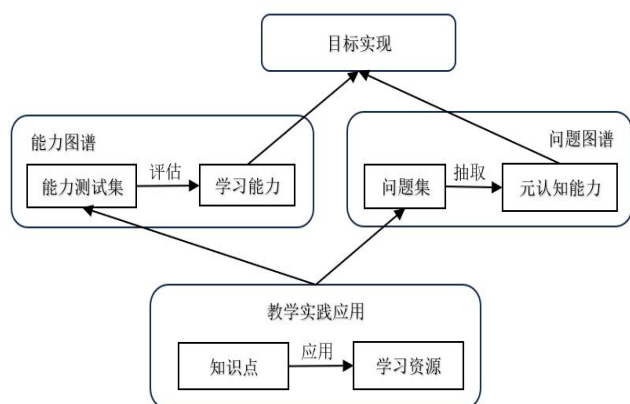 目标实现
能力图谱
能力测试集
评估
学习能力
问题图谱
问题集
抽取
元认知能力
教学实践应用
知识点
应用
学习资源